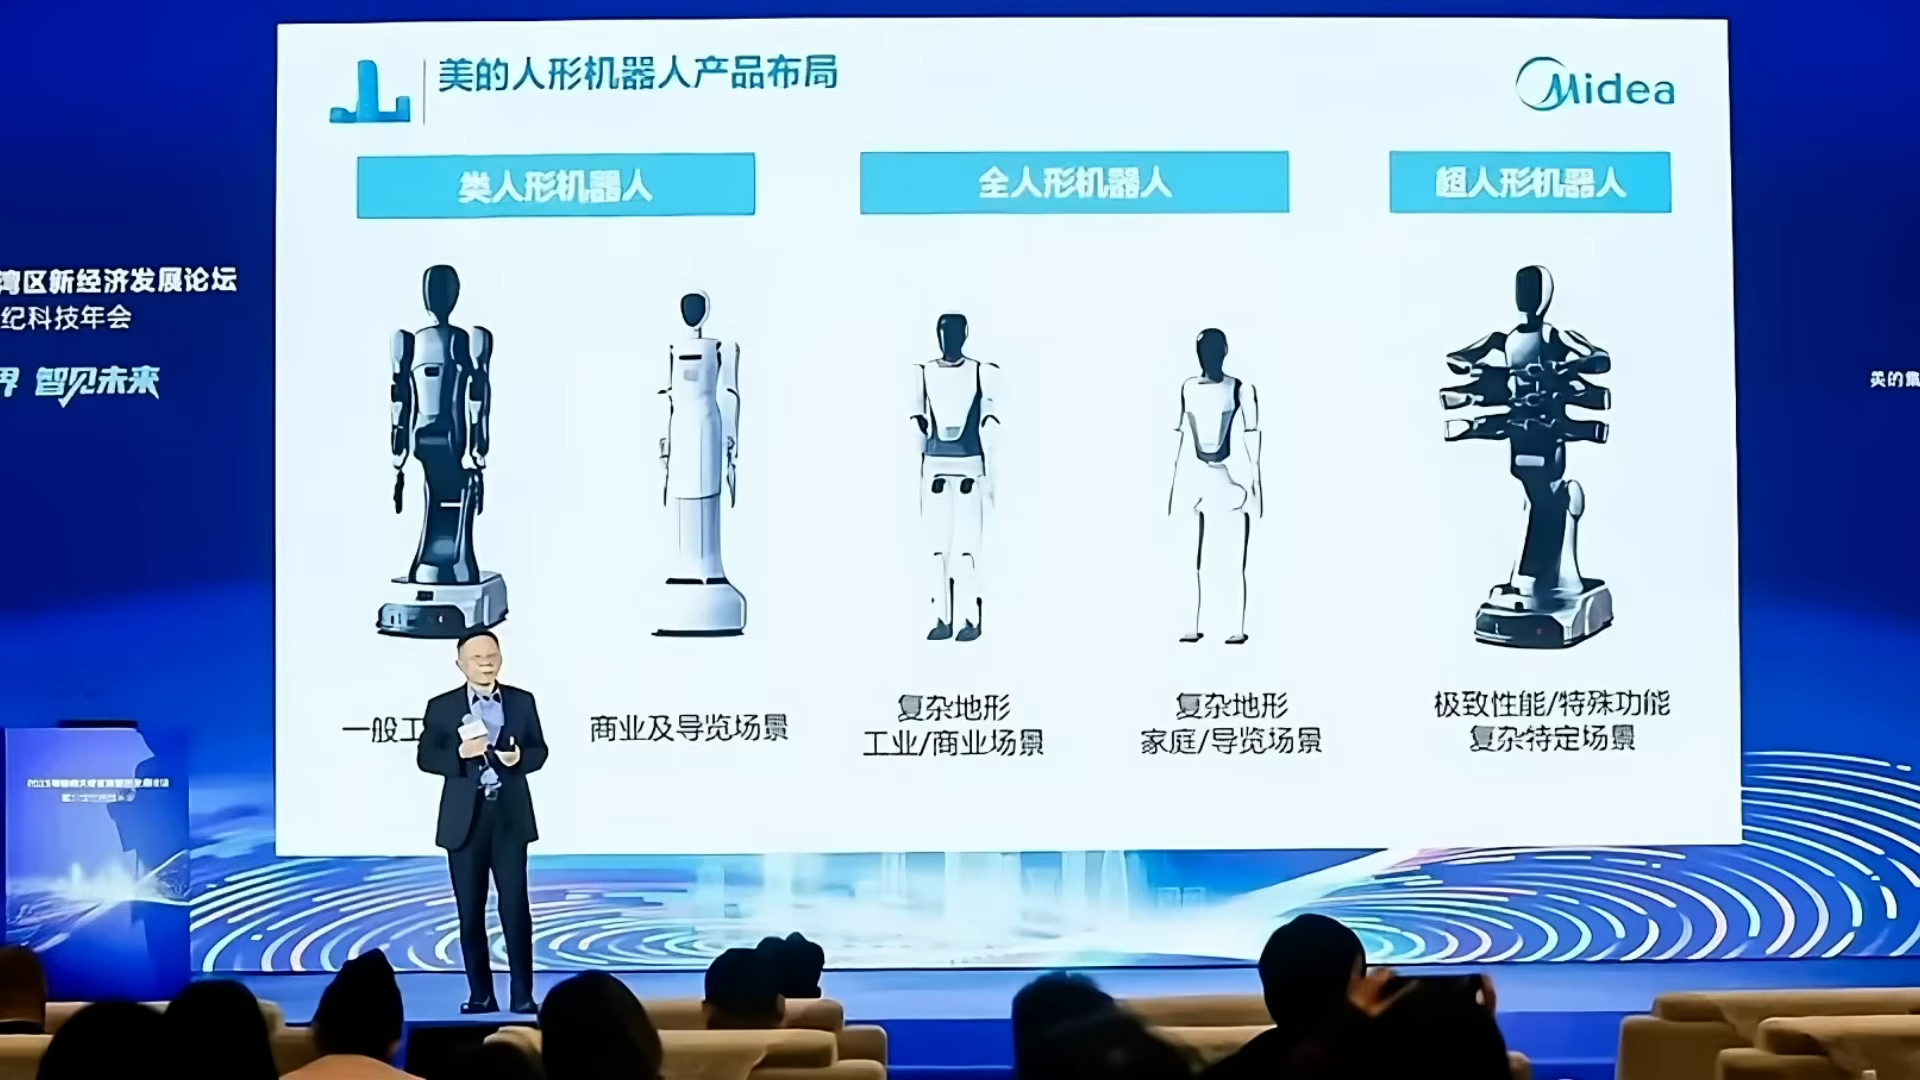 美的人形机器人产品布局
Midea
类人形机器人
全人形机器人
超人形机器人
湾区新经济发展论坛
纪科技年会
界 智见未来
美的集
一般工
商业及导览场景
复杂地形
工业/商业场景
复杂地形
家庭/导览场景
极致性能/特殊功能
复杂特定场景